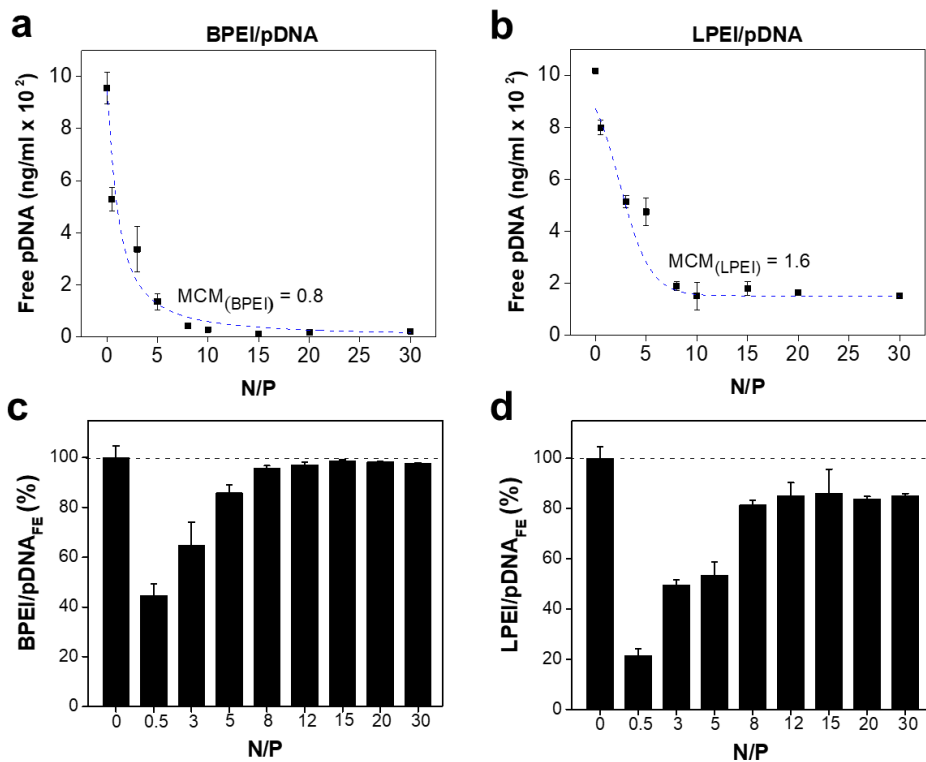 a
BPEI/pDNA
Free pDNA (ng/ml x 10²)
10
8
6
4
2
0
MCM(BPEI) = 0.8
0 5 10 15 20 25 30
N/P
b
LPEI/pDNA
Free pDNA (ng/ml x 10²)
10
8
6
4
2
0
MCM(LPEI) = 1.6
0 5 10 15 20 25 30
N/P
c
BPEI/pDNA_FE (%)
100
80
60
40
20
0
0 0.5 3 5 8 12 15 20 30
N/P
d
LPEI/pDNA_FE (%)
100
80
60
40
20
0
0 0.5 3 5 8 12 15 20 30
N/P